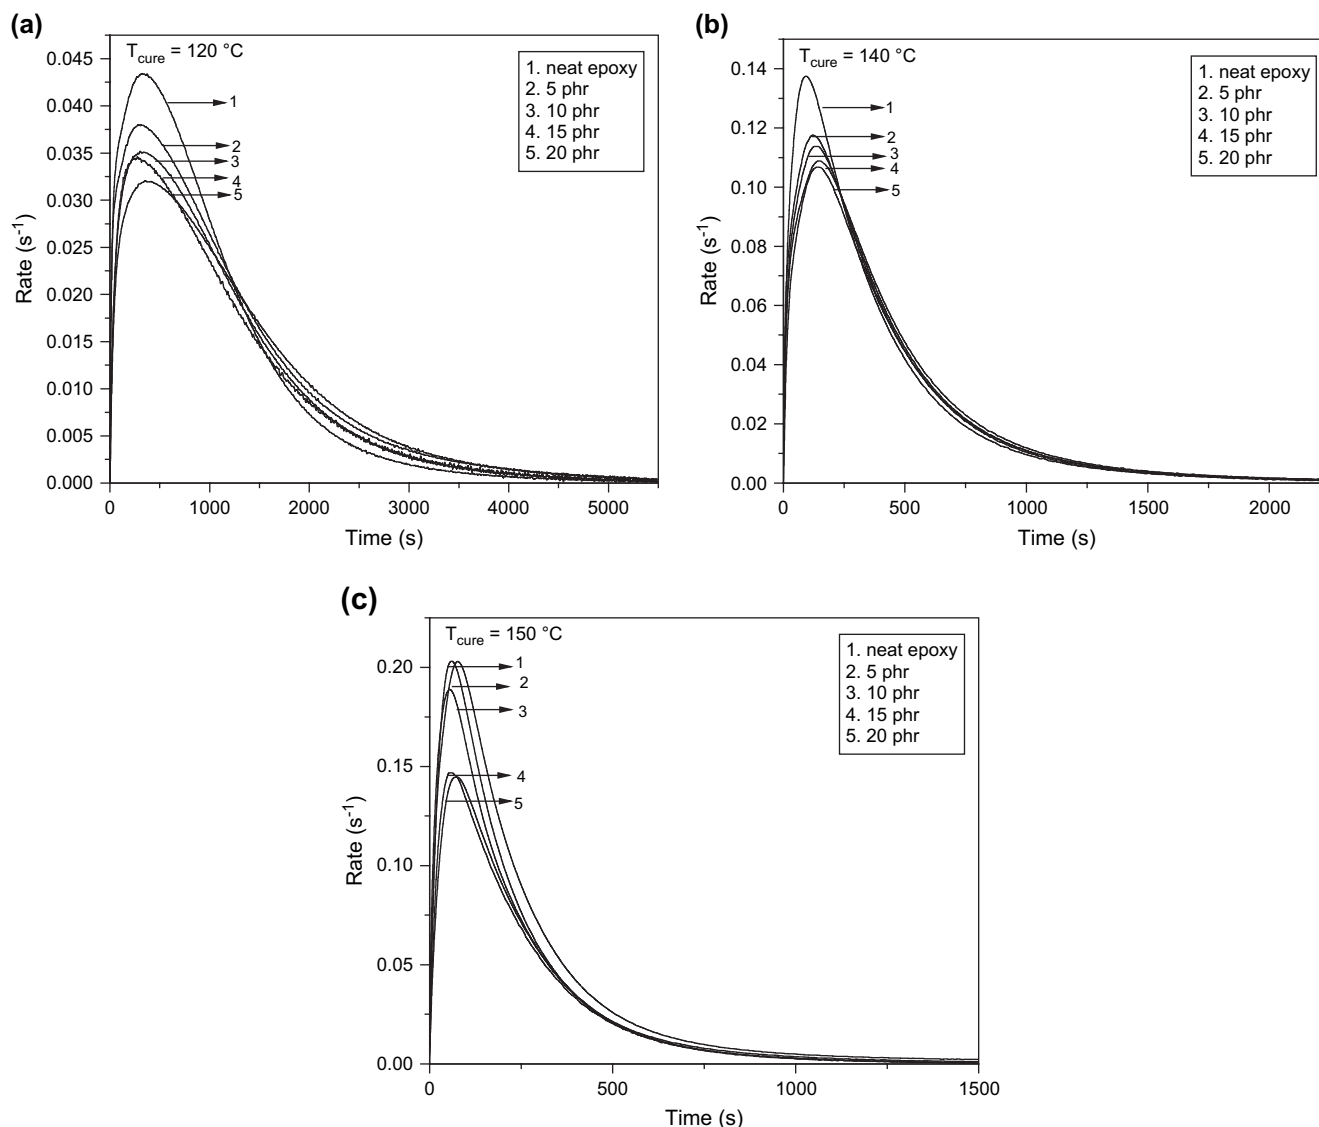 (a)
T_cure = 120 °C
1. neat epoxy
2. 5 phr
3. 10 phr
4. 15 phr
5. 20 phr
0.045
0.040
0.035
0.030
0.025
0.020
0.015
0.010
0.005
0.000
Rate (s⁻¹)
1
2
3
4
5
0 1000 2000 3000 4000 5000
Time (s)
(b)
T_cure = 140 °C
1. neat epoxy
2. 5 phr
3. 10 phr
4. 15 phr
5. 20 phr
0.14
0.12
0.10
0.08
0.06
0.04
0.02
0.00
Rate (s⁻¹)
1
2
3
4
5
0 500 1000 1500 2000
Time (s)
(c)
T_cure = 150 °C
1. neat epoxy
2. 5 phr
3. 10 phr
4. 15 phr
5. 20 phr
0.20
0.15
0.10
0.05
0.00
Rate (s⁻¹)
1
2
3
4
5
0 500 1000 1500
Time (s)